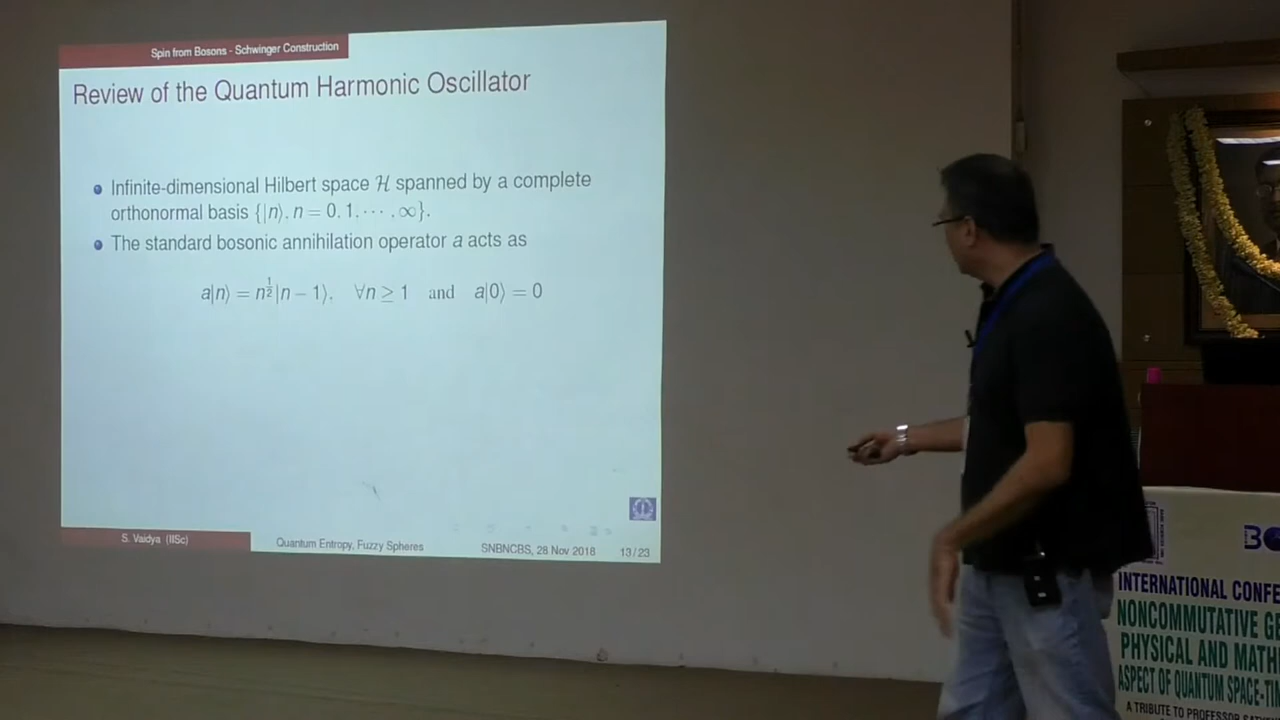 Spin from Bosons - Schwinger Construction
Review of the Quantum Harmonic Oscillator
Infinite-dimensional Hilbert space ℋ spanned by a complete
orthonormal basis {|n⟩, n = 0, 1, ⋯ , ∞}.
The standard bosonic annihilation operator a acts as
a|n⟩ = n^{1/2}|n − 1⟩, ∀n ≥ 1 and a|0⟩ = 0
S. Vaidya (IISc)
Quantum Entropy, Fuzzy Spheres
SNBNCBS, 28 Nov 2018
13/23
INTERNATIONAL CONFE
NONCOMMUTATIVE GE
PHYSICAL AND MATH
ASPECT OF QUANTUM SPACE-TI
A TRIBUTE TO PROFESSOR